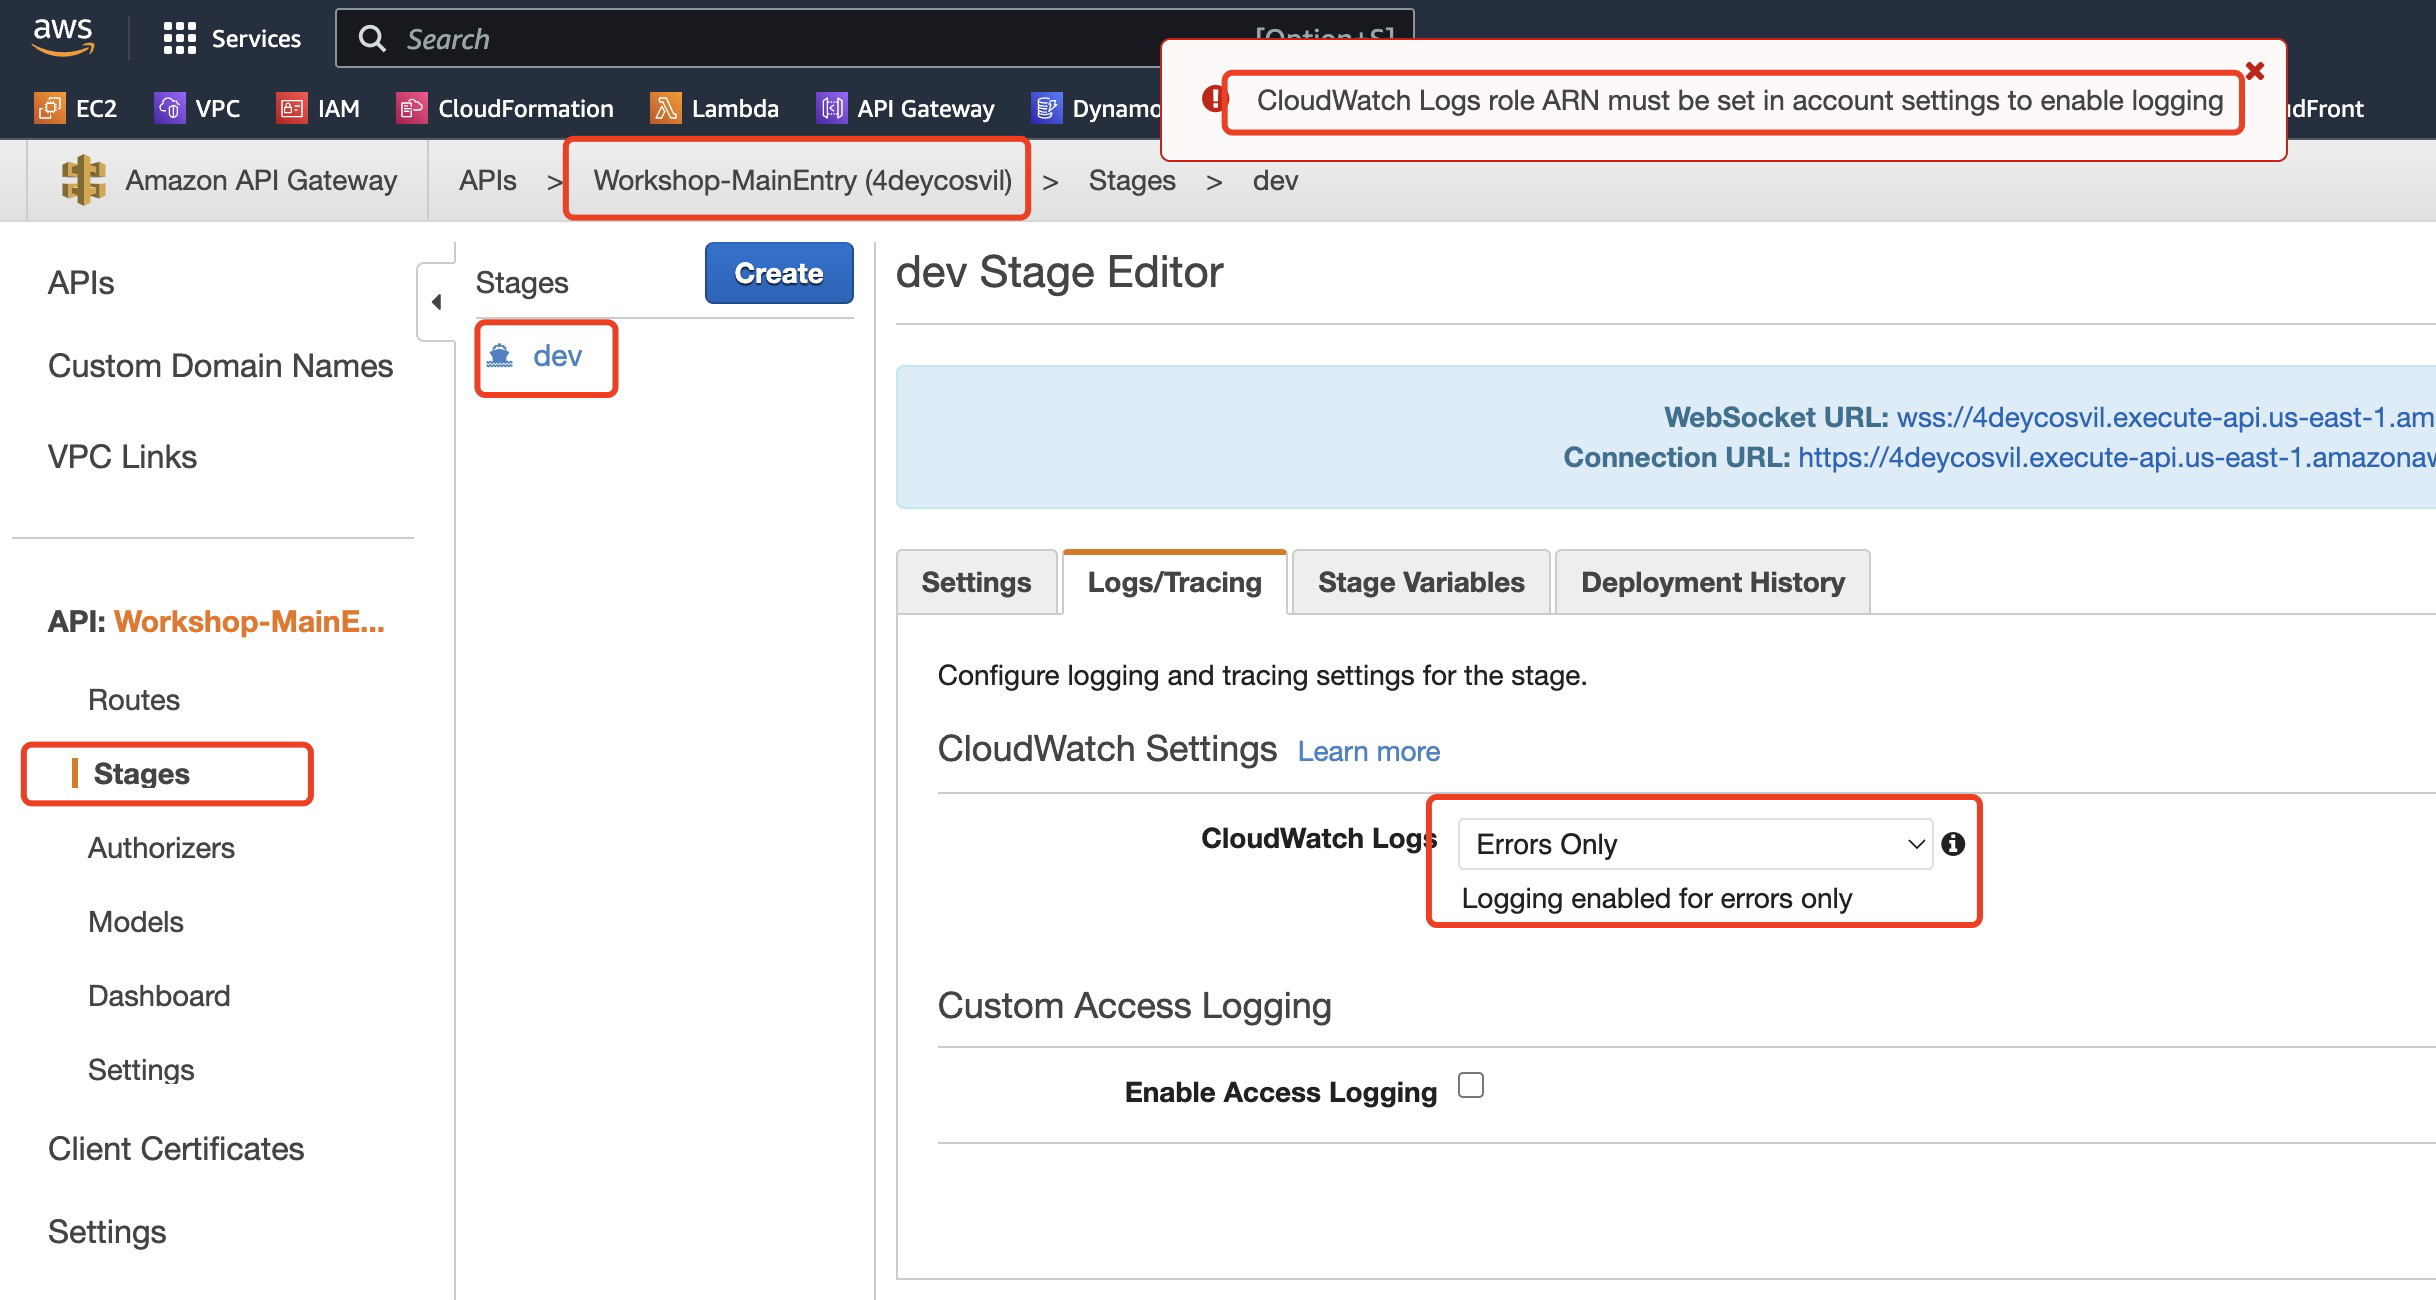 aws
Services
Search
[Option+S]
CloudWatch Logs role ARN must be set in account settings to enable logging
EC2
VPC
IAM
CloudFormation
Lambda
API Gateway
Dynamo
dFront
Amazon API Gateway
APIs > Workshop-MainEntry (4deycosvil) > Stages > dev
APIs
Custom Domain Names
VPC Links
API: Workshop-MainE...
Routes
Stages
Authorizers
Models
Dashboard
Settings
Client Certificates
Settings
Stages
Create
dev
dev Stage Editor
WebSocket URL: wss://4deycosvil.execute-api.us-east-1.am
Connection URL: https://4deycosvil.execute-api.us-east-1.amazonaw
Settings
Logs/Tracing
Stage Variables
Deployment History
Configure logging and tracing settings for the stage.
CloudWatch Settings Learn more
CloudWatch Logs
Errors Only
Logging enabled for errors only
Custom Access Logging
Enable Access Logging